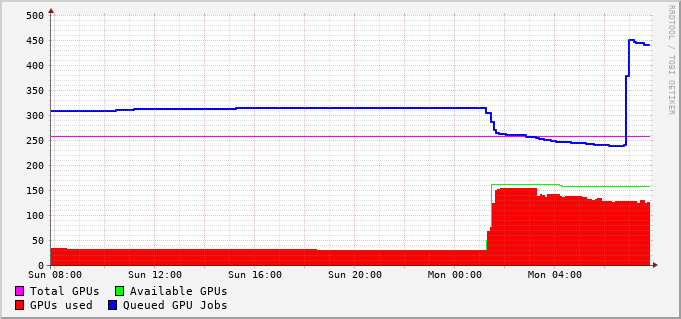 500
450
400
350
300
250
200
150
100
50
0
Sun 08:00 Sun 12:00 Sun 16:00 Sun 20:00 Mon 00:00 Mon 04:00
Total GPUs Available GPUs
GPUs used Queued GPU Jobs
RRDTOOL / TOBI OETIKER